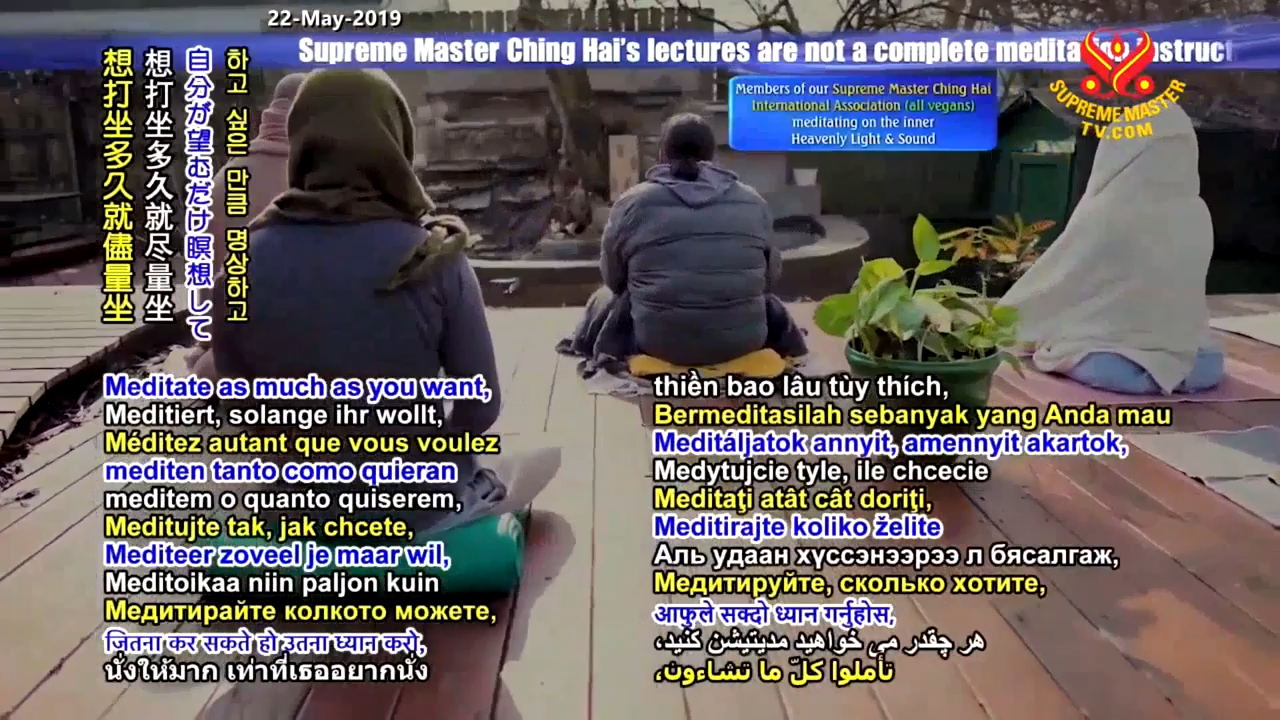 22-May-2019
Supreme Master Ching Hai's lectures are not a complete meditation instruc
SUPREME MASTER
TV.COM
Members of our Supreme Master Ching Hai
International Association (all vegans)
meditating on the inner
Heavenly Light & Sound
하고 싶은 만큼 명상하고
自分が望むだけ瞑想して
想打坐多久就尽量坐
想打坐多久就儘量坐
Meditate as much as you want,
Meditiert, solange ihr wollt,
Méditez autant que vous voulez
mediten tanto como quieran
meditem o quanto quiserem,
Meditujte tak, jak chcete,
Mediteer zoveel je maar wil,
Meditoikaa niin paljon kuin
Медитирайте колкото можете,
जितना कर सकते हो उतना ध्यान करो,
นั่งให้มาก เท่าที่เธออยากนั่ง
thiền bao lâu tùy thích,
Bermeditasilah sebanyak yang Anda mau
Meditáljatok annyit, amennyit akartok,
Medytujcie tyle, ile chcecie
Meditaţi atât cât doriţi,
Meditirajte koliko želite
Аль удаан хүссэнээрээ л бясалгаж,
Медитируйте, сколько хотите,
आफुले सक्दो ध्यान गर्नुहोस,
هر چقدر می خواهید مدیتیشن کنید،
تأملوا كلّ ما تشاءون،